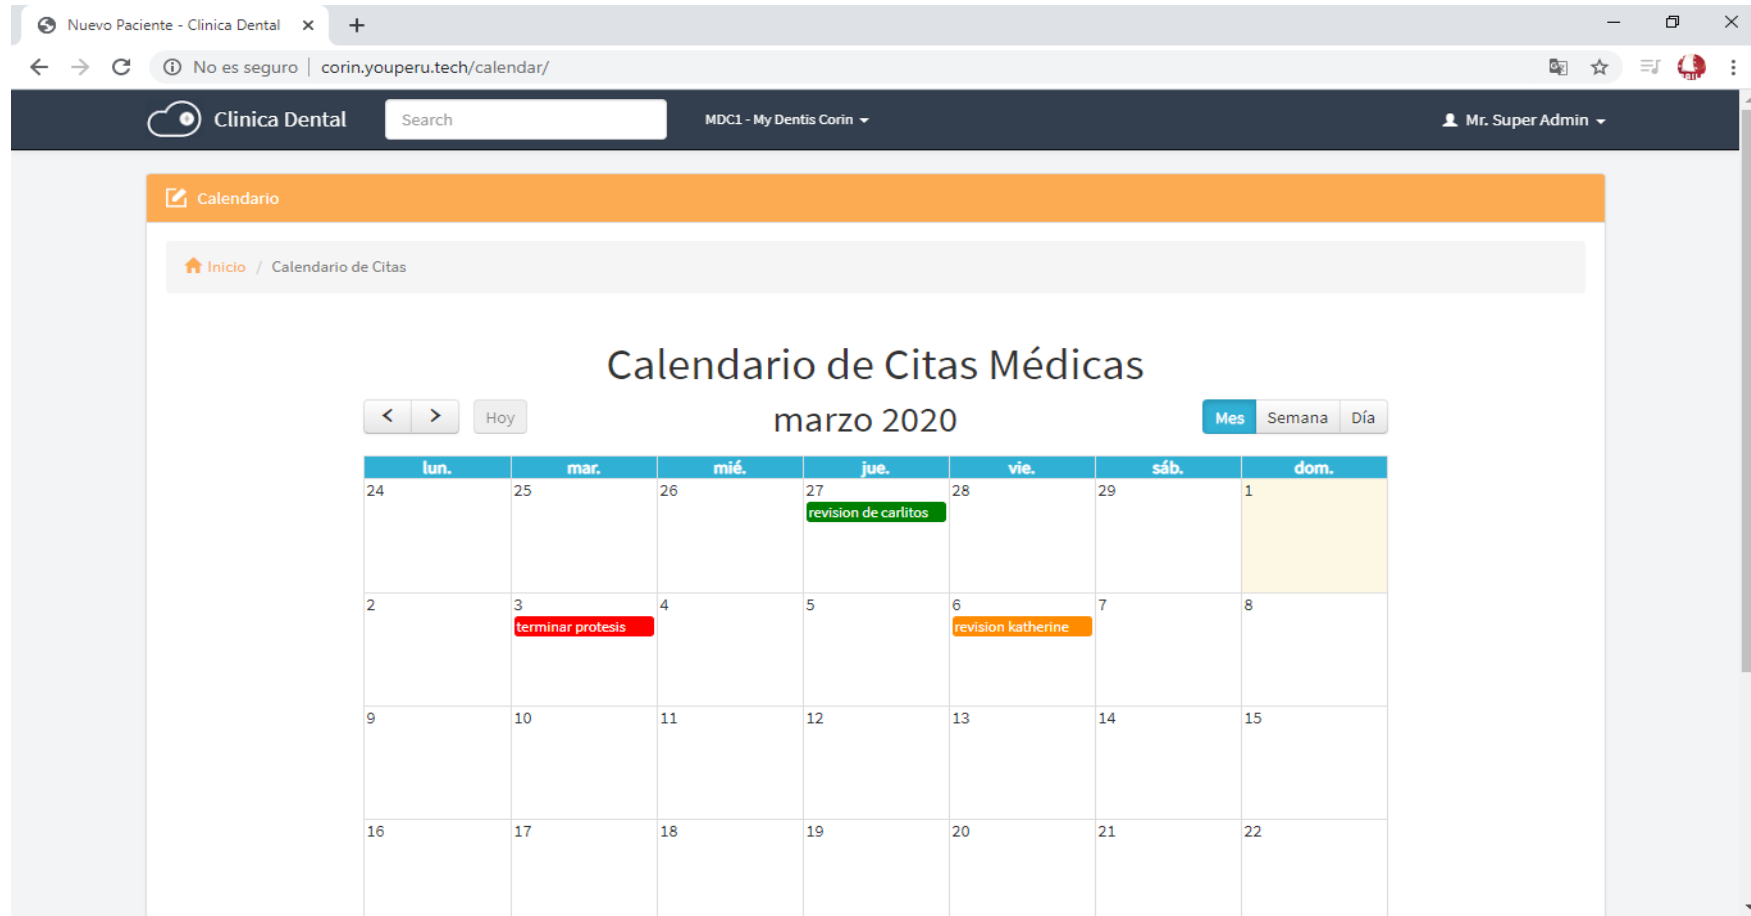 Nuevo Paciente - Clinica Dental
No es seguro | corin.youperu.tech/calendar/
Clinica Dental Search MDC1 - My Dentis Corin Mr. Super Admin
Calendario
Inicio / Calendario de Citas
Calendario de Citas Médicas
Hoy marzo 2020 Mes Semana Día
lun. mar. mié. jue. vie. sáb. dom.
24 25 26 27 28 29 1
revision de carlitos
2 3 4 5 6 7 8
terminar protesis revision katherine
9 10 11 12 13 14 15
16 17 18 19 20 21 22